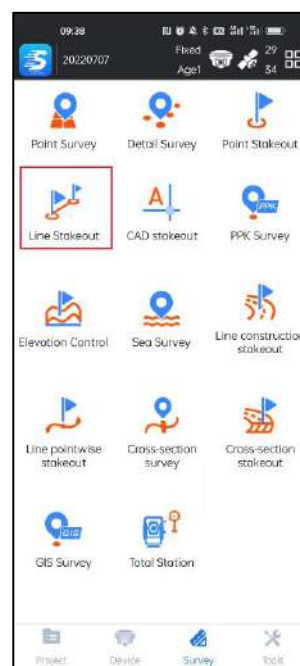 09:38
20220707
Fixed
Age1
29
34
Point Survey
Detail Survey
Point Stakeout
Line Stakeout
A
CAD stakeout
PPK
PPK Survey
Elevation Control
Sea Survey
Line construction
stakeout
Line pointwise
stakeout
Cross-section
survey
Cross-section
stakeout
GIS
GIS Survey
Total Station
Project
Device
Survey
Tools